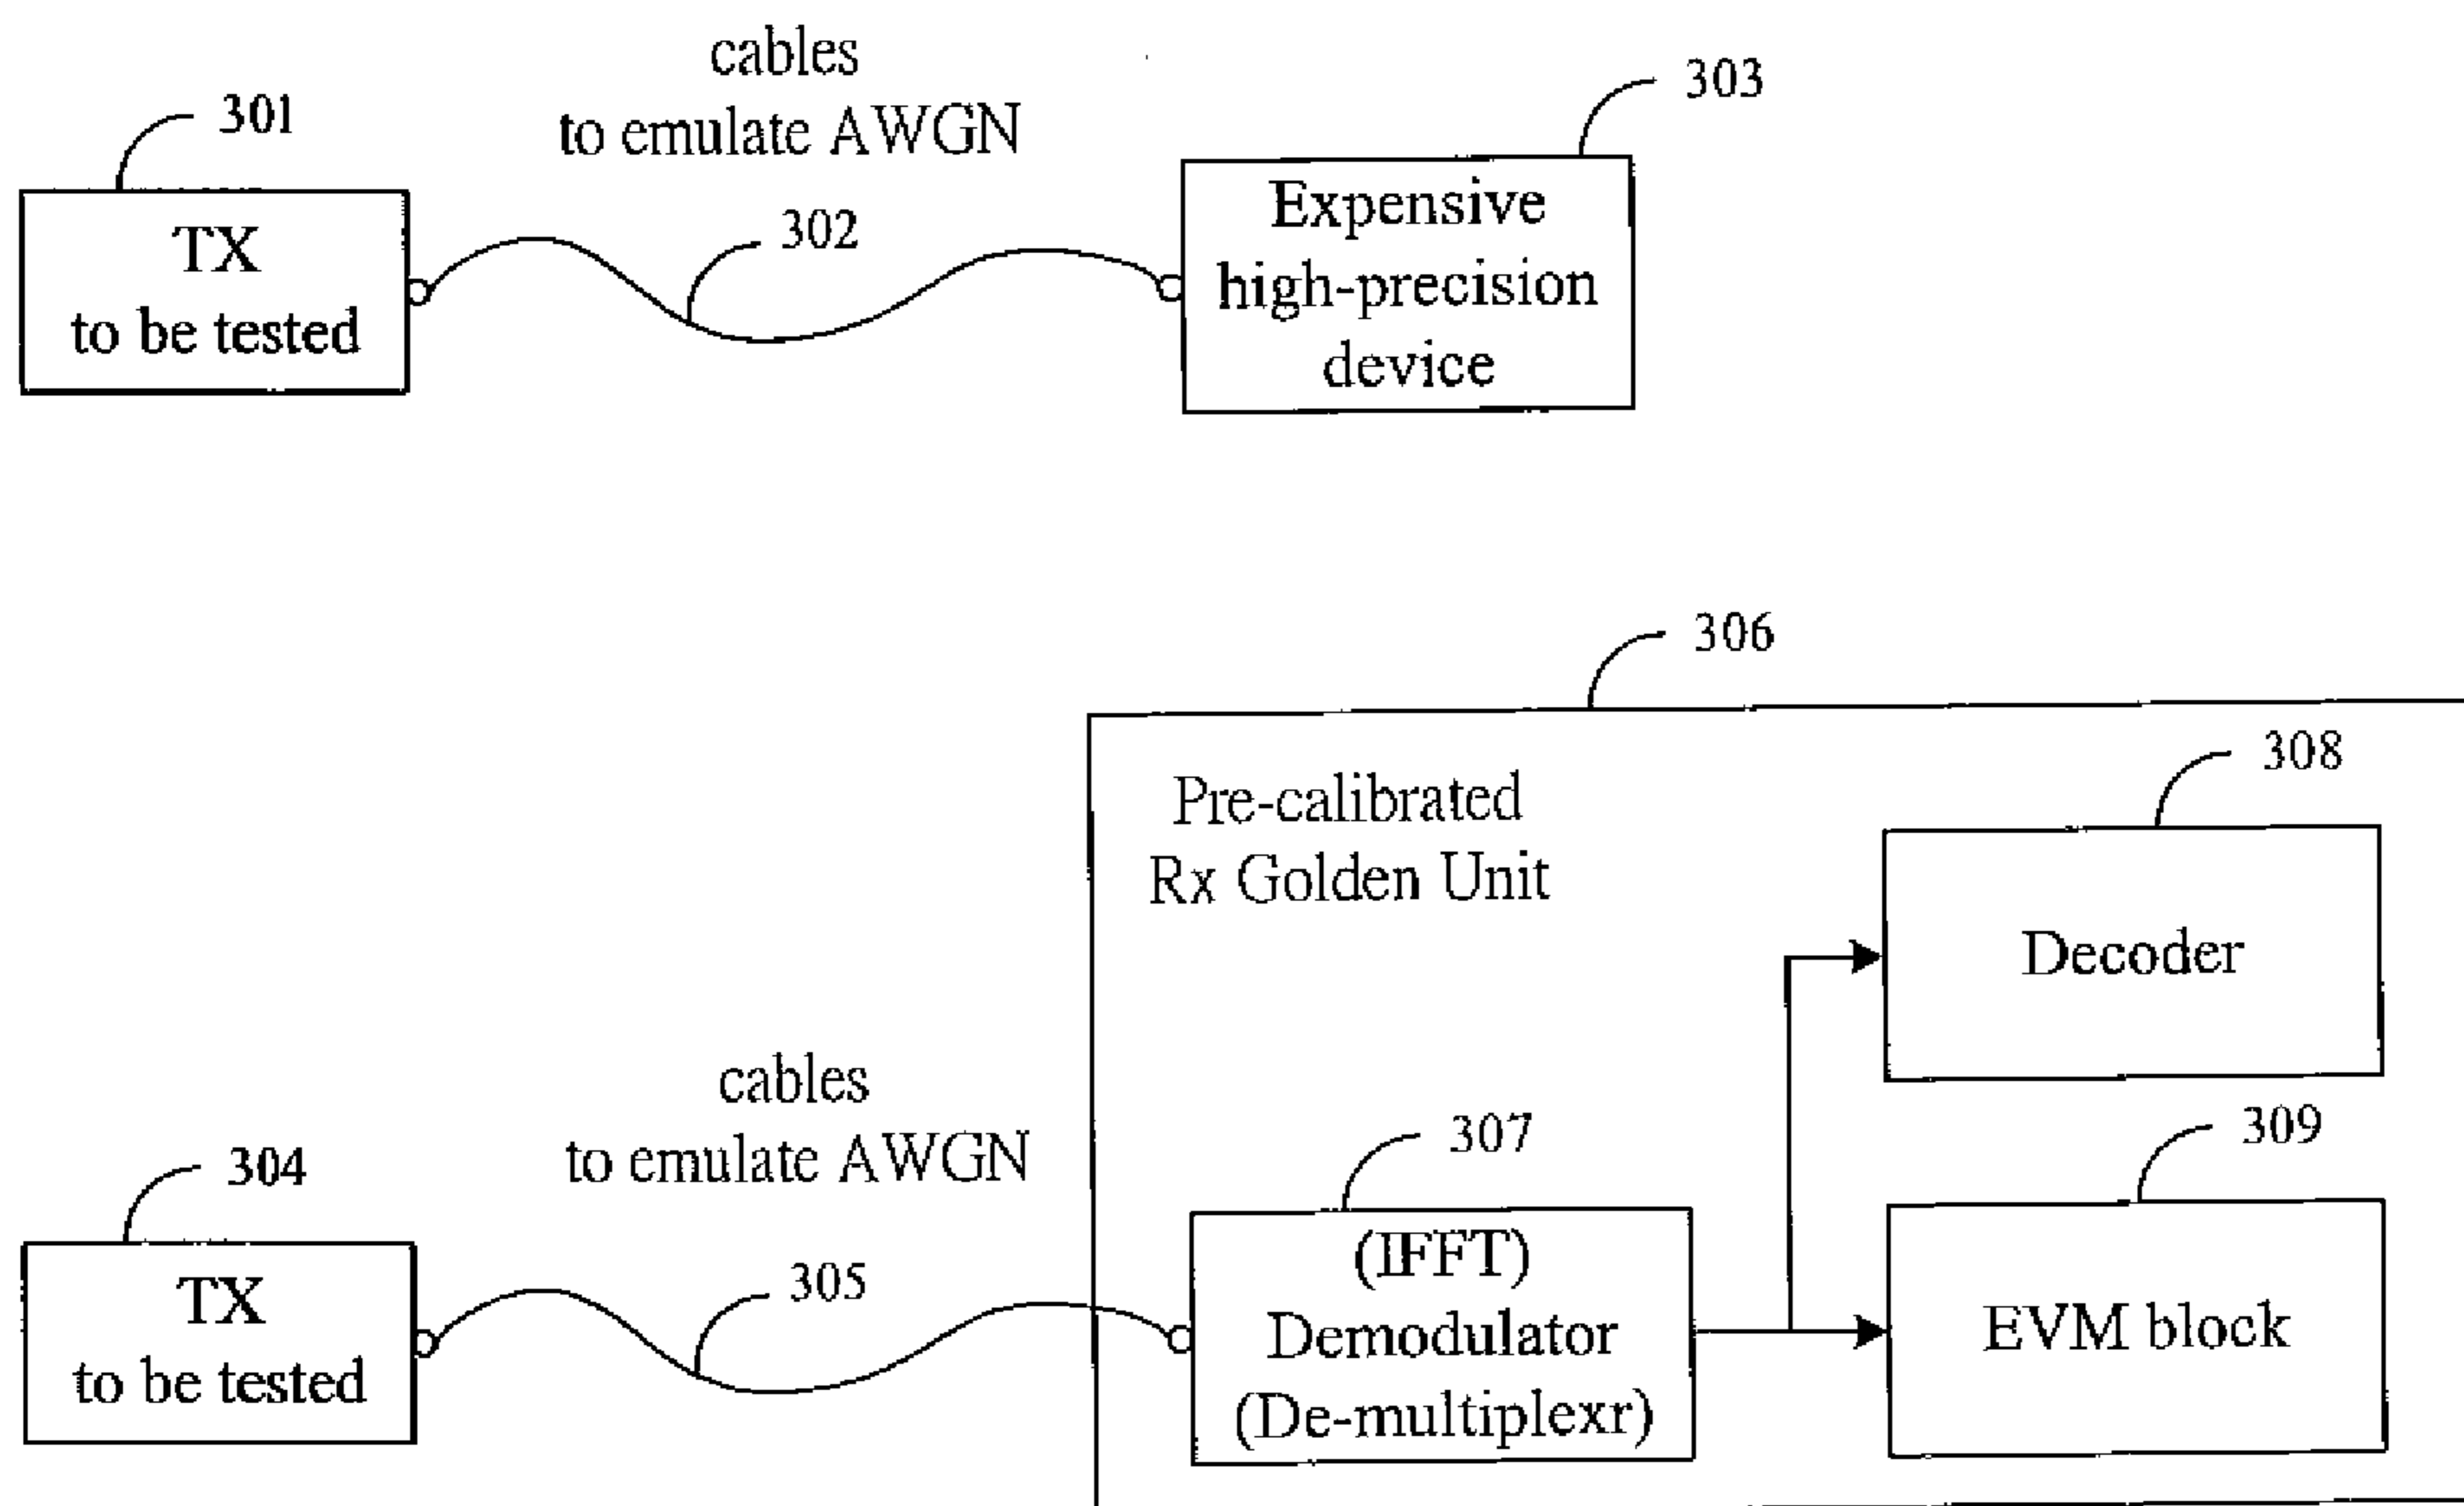 cables
to emulate AWGN
301
302
303
TX
to be tested
Expensive
high-precision
device
306
Pre-calibrated
Rx Golden Unit
308
Decoder
cables
to emulate AWGN
304
305
307
309
TX
to be tested
(IFFT)
Demodulator
(De-multiplexr)
EVM block